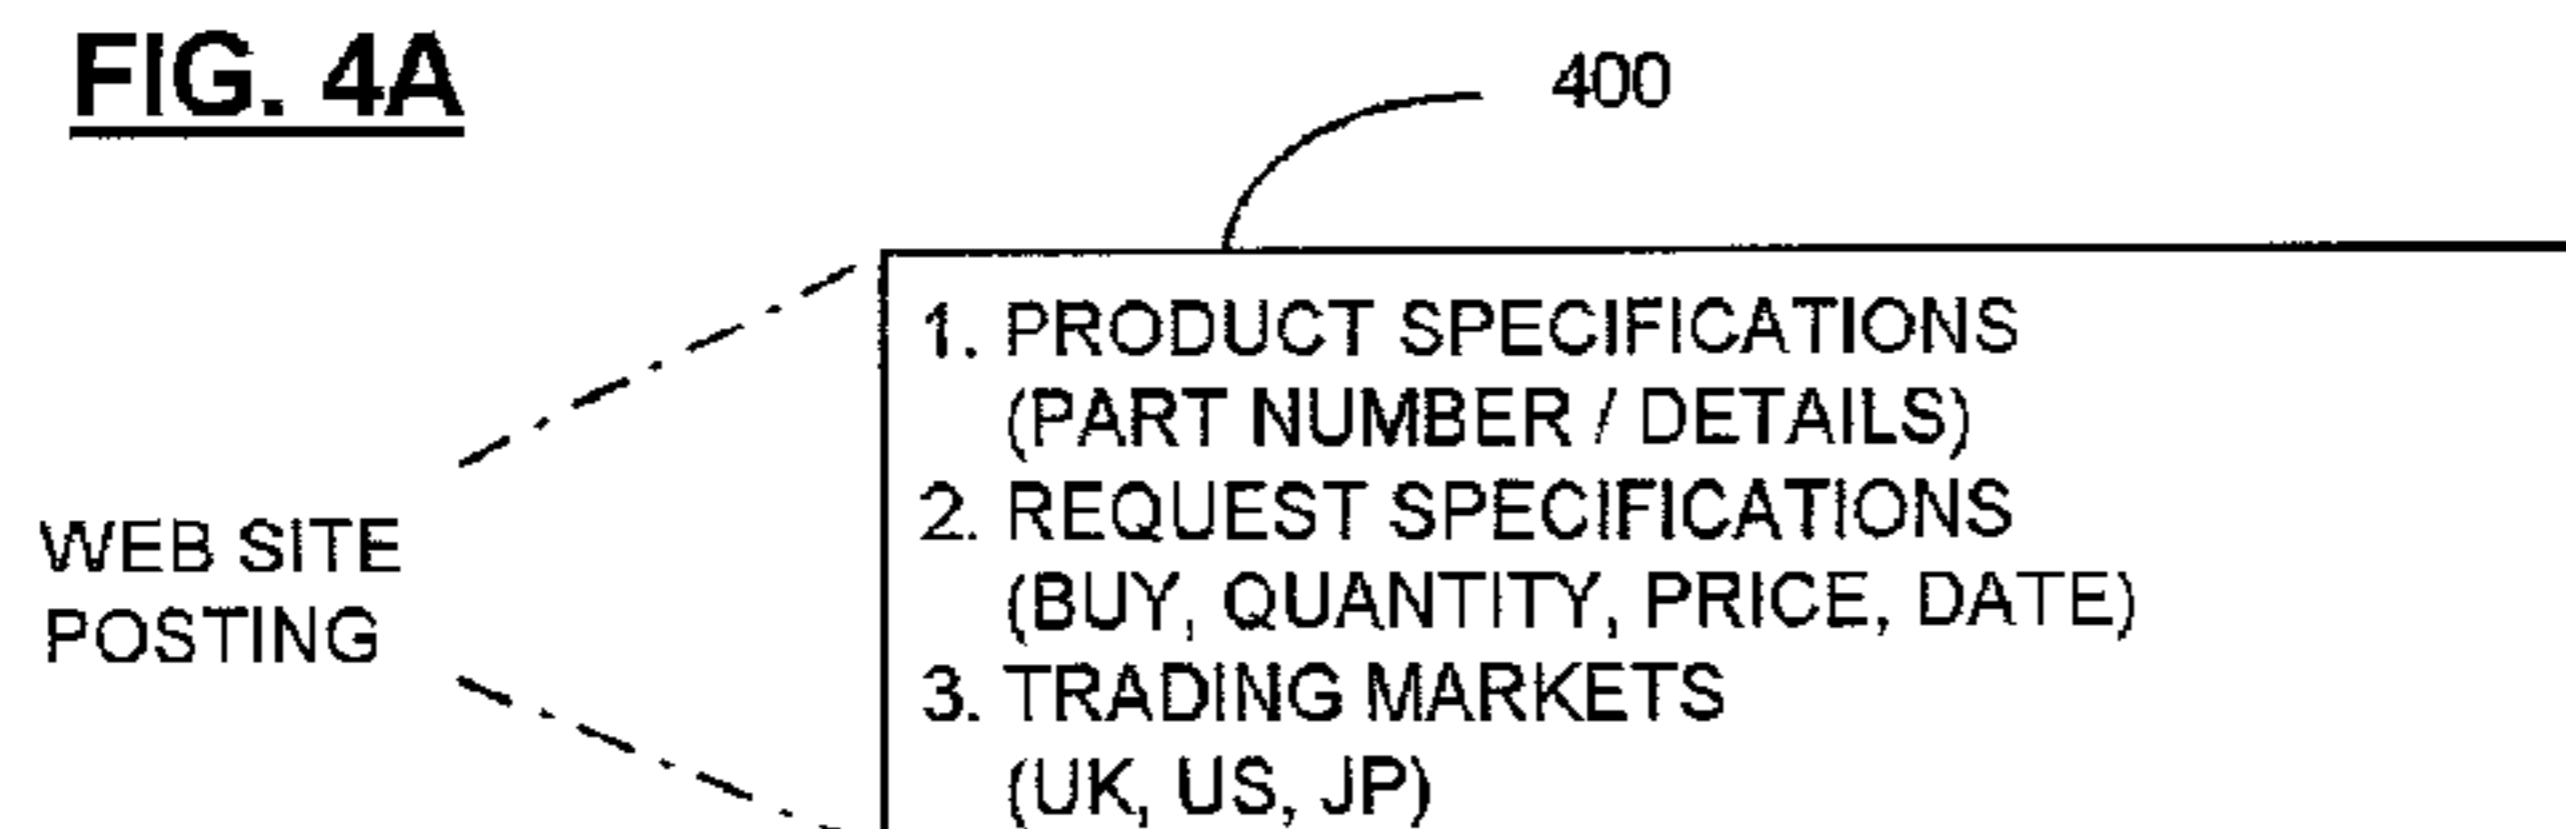 FIG. 4A
400
1. PRODUCT SPECIFICATIONS
(PART NUMBER / DETAILS)
2. REQUEST SPECIFICATIONS
(BUY, QUANTITY, PRICE, DATE)
3. TRADING MARKETS
(UK, US, JP)
WEB SITE
POSTING